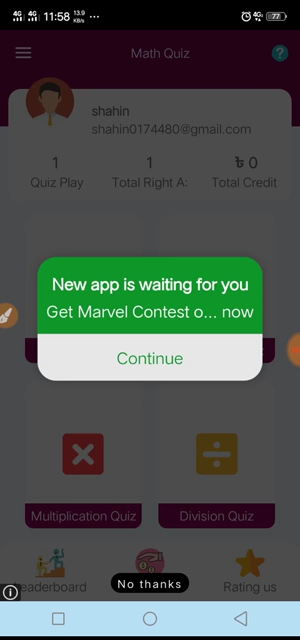 4G 4G 11:58 13.9 KB/s ... 4G 77
Math Quiz ?
shahin
shahin0174480@gmail.com
1 1 ৳ 0
Quiz Play Total Right A: Total Credit
New app is waiting for you
Get Marvel Contest o... now
Continue
Multiplication Quiz Division Quiz
eaderboard Rating us
No thanks